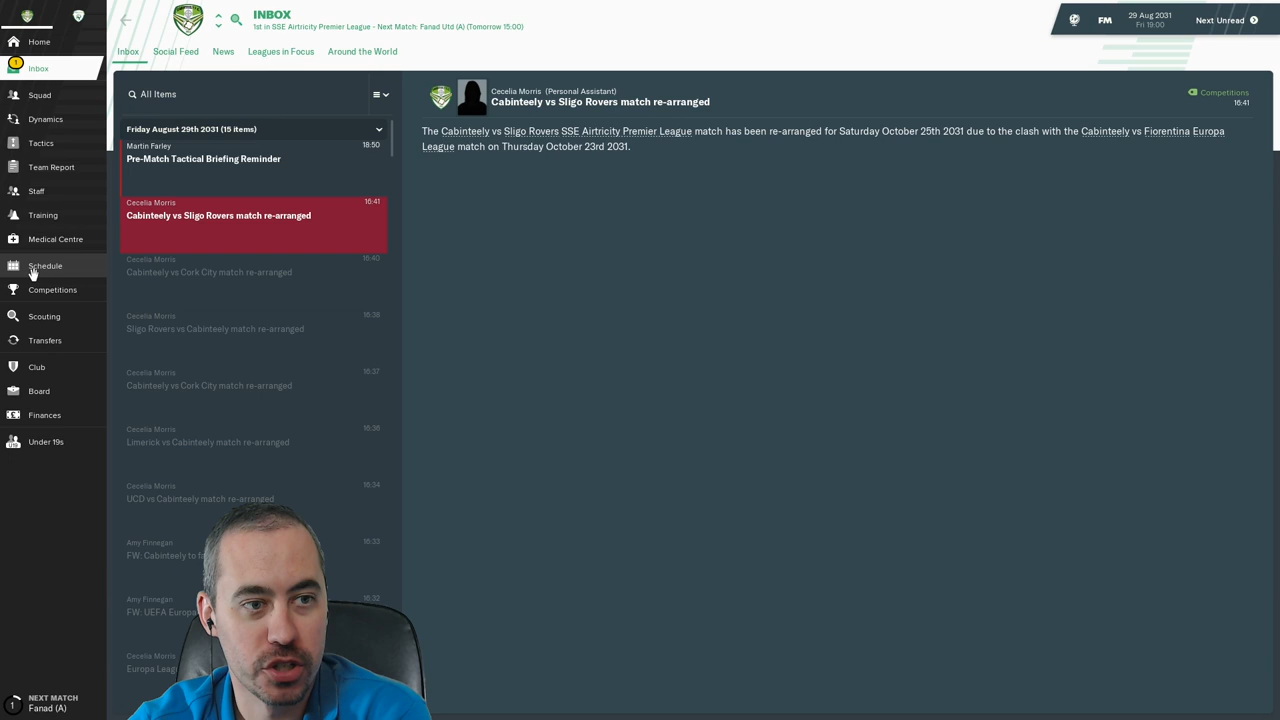 INBOX
1st in SSE Airtricity Premier League - Next Match: Fanad Utd (A) (Tomorrow 15:00)
FM
29 Aug 2031
Fri 19:00
Next Unread
Inbox
Social Feed
News
Leagues in Focus
Around the World
Home
1
Inbox
Squad
Dynamics
Tactics
Team Report
Staff
Training
Medical Centre
Schedule
Competitions
Scouting
Transfers
Club
Board
Finances
Under 19s
1
NEXT MATCH
Fanad (A)
All Items
Friday August 29th 2031 (15 items)
Martin Farley 18:50
Pre-Match Tactical Briefing Reminder
Cecelia Morris 16:41
Cabinteely vs Sligo Rovers match re-arranged
Cecelia Morris 16:40
Cabinteely vs Cork City match re-arranged
Cecelia Morris 16:38
Sligo Rovers vs Cabinteely match re-arranged
Cecelia Morris 16:37
Cabinteely vs Cork City match re-arranged
Cecelia Morris 16:36
Limerick vs Cabinteely match re-arranged
Cecelia Morris 16:34
UCD vs Cabinteely match re-arranged
Amy Finnegan 16:33
FW: Cabinteely to
Amy Finnegan 16:32
FW: UEFA Europa
Cecelia Morris
Europa
Cecelia Morris (Personal Assistant)
Cabinteely vs Sligo Rovers match re-arranged
Competitions
16:41
The Cabinteely vs Sligo Rovers SSE Airtricity Premier League match has been re-arranged for Saturday October 25th 2031 due to the clash with the Cabinteely vs Fiorentina Europa
League match on Thursday October 23rd 2031.